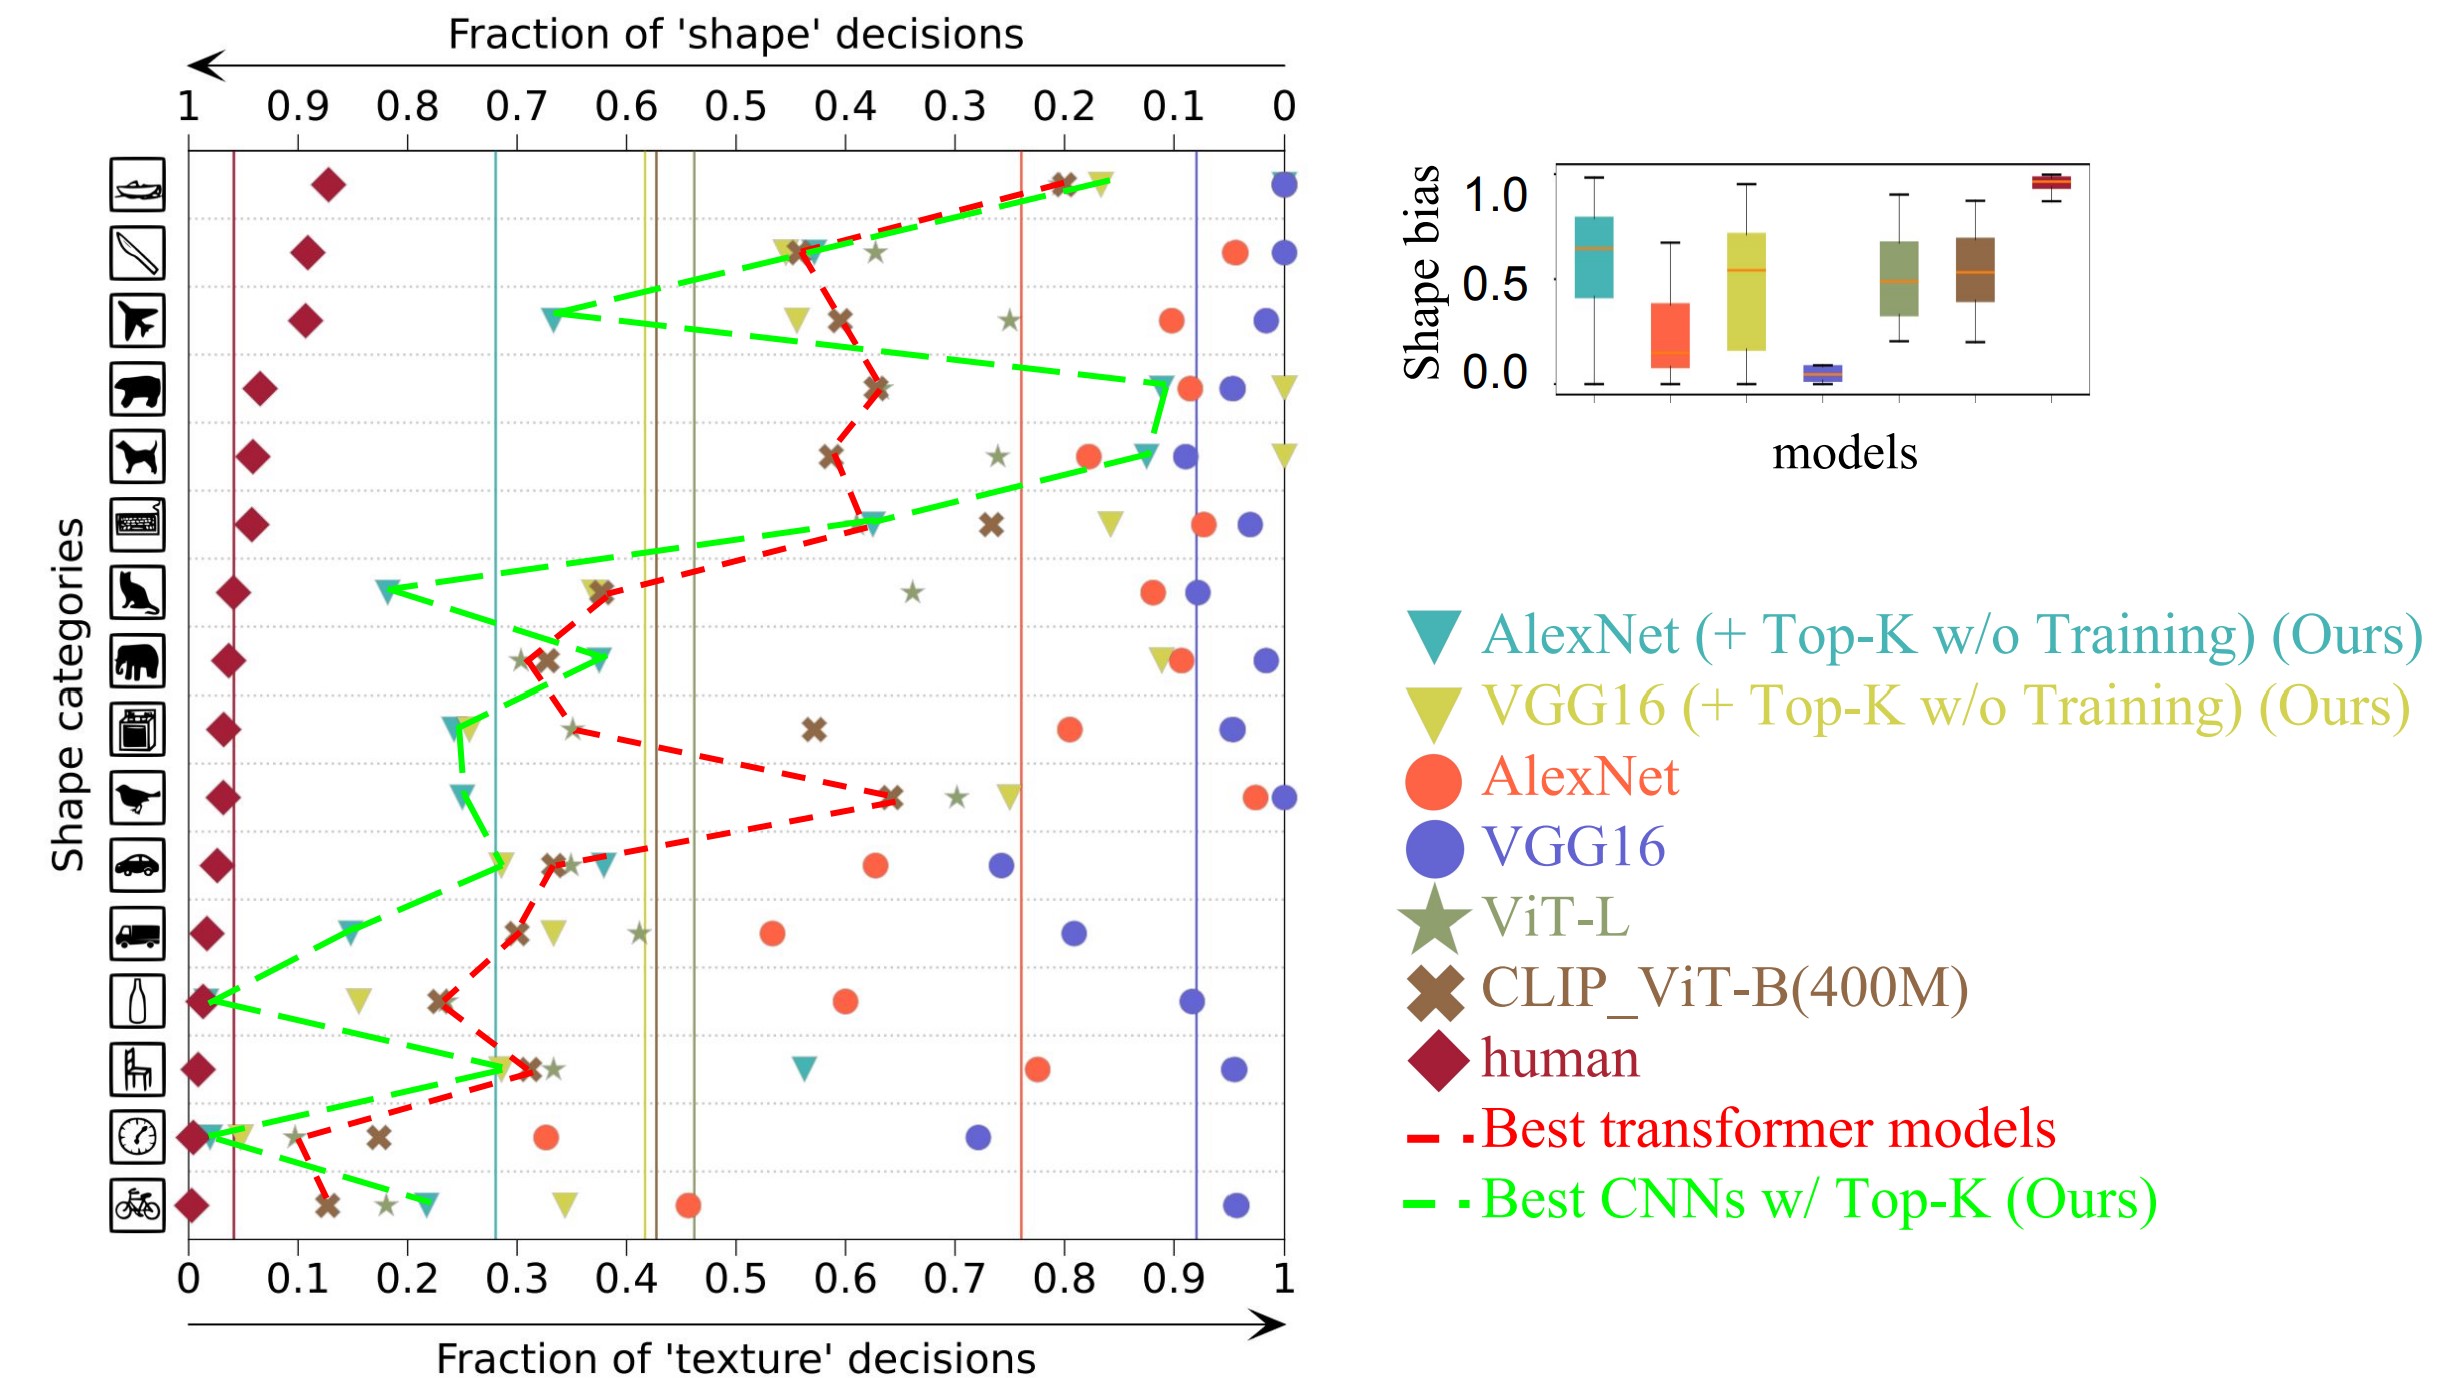 Fraction of 'shape' decisions
1 0.9 0.8 0.7 0.6 0.5 0.4 0.3 0.2 0.1 0
Shape categories
0 0.1 0.2 0.3 0.4 0.5 0.6 0.7 0.8 0.9 1
Fraction of 'texture' decisions
Shape bias
1.0
0.5
0.0
models
AlexNet (+ Top-K w/o Training) (Ours)
VGG16 (+ Top-K w/o Training) (Ours)
AlexNet
VGG16
ViT-L
CLIP_ViT-B(400M)
human
Best transformer models
Best CNNs w/ Top-K (Ours)